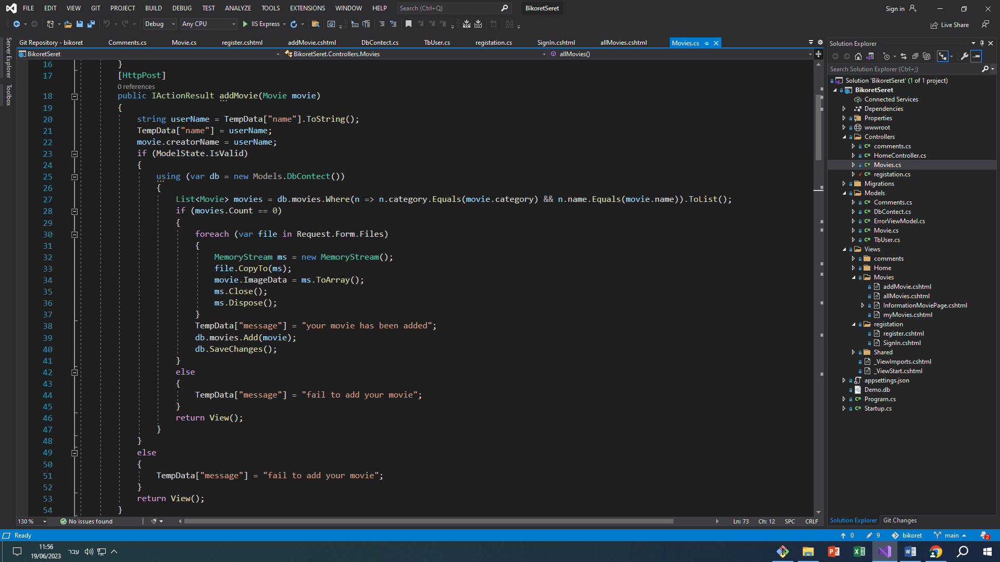 FILE EDIT VIEW GIT PROJECT BUILD DEBUG TEST ANALYZE TOOLS EXTENSIONS WINDOW HELP Search (Ctrl+Q) BikoretSeret Sign in
Debug Any CPU IIS Express Live Share
Server Explorer
Toolbox
Git Repository - bikoret Comments.cs Movie.cs register.cshtml addMovie.cshtml DbContect.cs TbUser.cs registation.cs SignIn.cshtml allMovies.cshtml Movies.cs
BikoretSeret BikoretSeret.Controllers.Movies allMovies()
16 }
17 [HttpPost]
0 references
18 public IActionResult addMovie(Movie movie)
19 {
20 string userName = TempData["name"].ToString();
21 TempData["name"] = userName;
22 movie.creatorName = userName;
23 if (ModelState.IsValid)
24 {
25 using (var db = new Models.DbContect())
26 {
27 List<Movie> movies = db.movies.Where(n => n.category.Equals(movie.category) && n.name.Equals(movie.name)).ToList();
28 if (movies.Count == 0)
29 {
30 foreach (var file in Request.Form.Files)
31 {
32 MemoryStream ms = new MemoryStream();
33 file.CopyTo(ms);
34 movie.ImageData = ms.ToArray();
35 ms.Close();
36 ms.Dispose();
37 }
38 TempData["message"] = "your movie has been added";
39 db.movies.Add(movie);
40 db.SaveChanges();
41 }
42 else
43 {
44 TempData["message"] = "fail to add your movie";
45 }
46 return View();
47 }
48 }
49 else
50 {
51 TempData["message"] = "fail to add your movie";
52 }
53 return View();
54 }
130 % No issues found Ln: 73 Ch: 12 SPC CRLF
Solution Explorer
Search Solution Explorer (Ctrl+;)
Solution 'BikoretSeret' (1 of 1 project)
BikoretSeret
Connected Services
Dependencies
Properties
wwwroot
Controllers
C# comments.cs
C# HomeController.cs
C# Movies.cs
C# registation.cs
Migrations
Models
C# Comments.cs
C# DbContect.cs
C# ErrorViewModel.cs
C# Movie.cs
C# TbUser.cs
Views
comments
Home
Movies
addMovie.cshtml
allMovies.cshtml
InformationMoviePage.cshtml
myMovies.cshtml
registation
register.cshtml
SignIn.cshtml
Shared
_ViewImports.cshtml
_ViewStart.cshtml
appsettings.json
Demo.db
C# Program.cs
C# Startup.cs
Solution Explorer Git Changes
Ready 0 9 bikoret main 2
11:56
19/06/2023
עבר